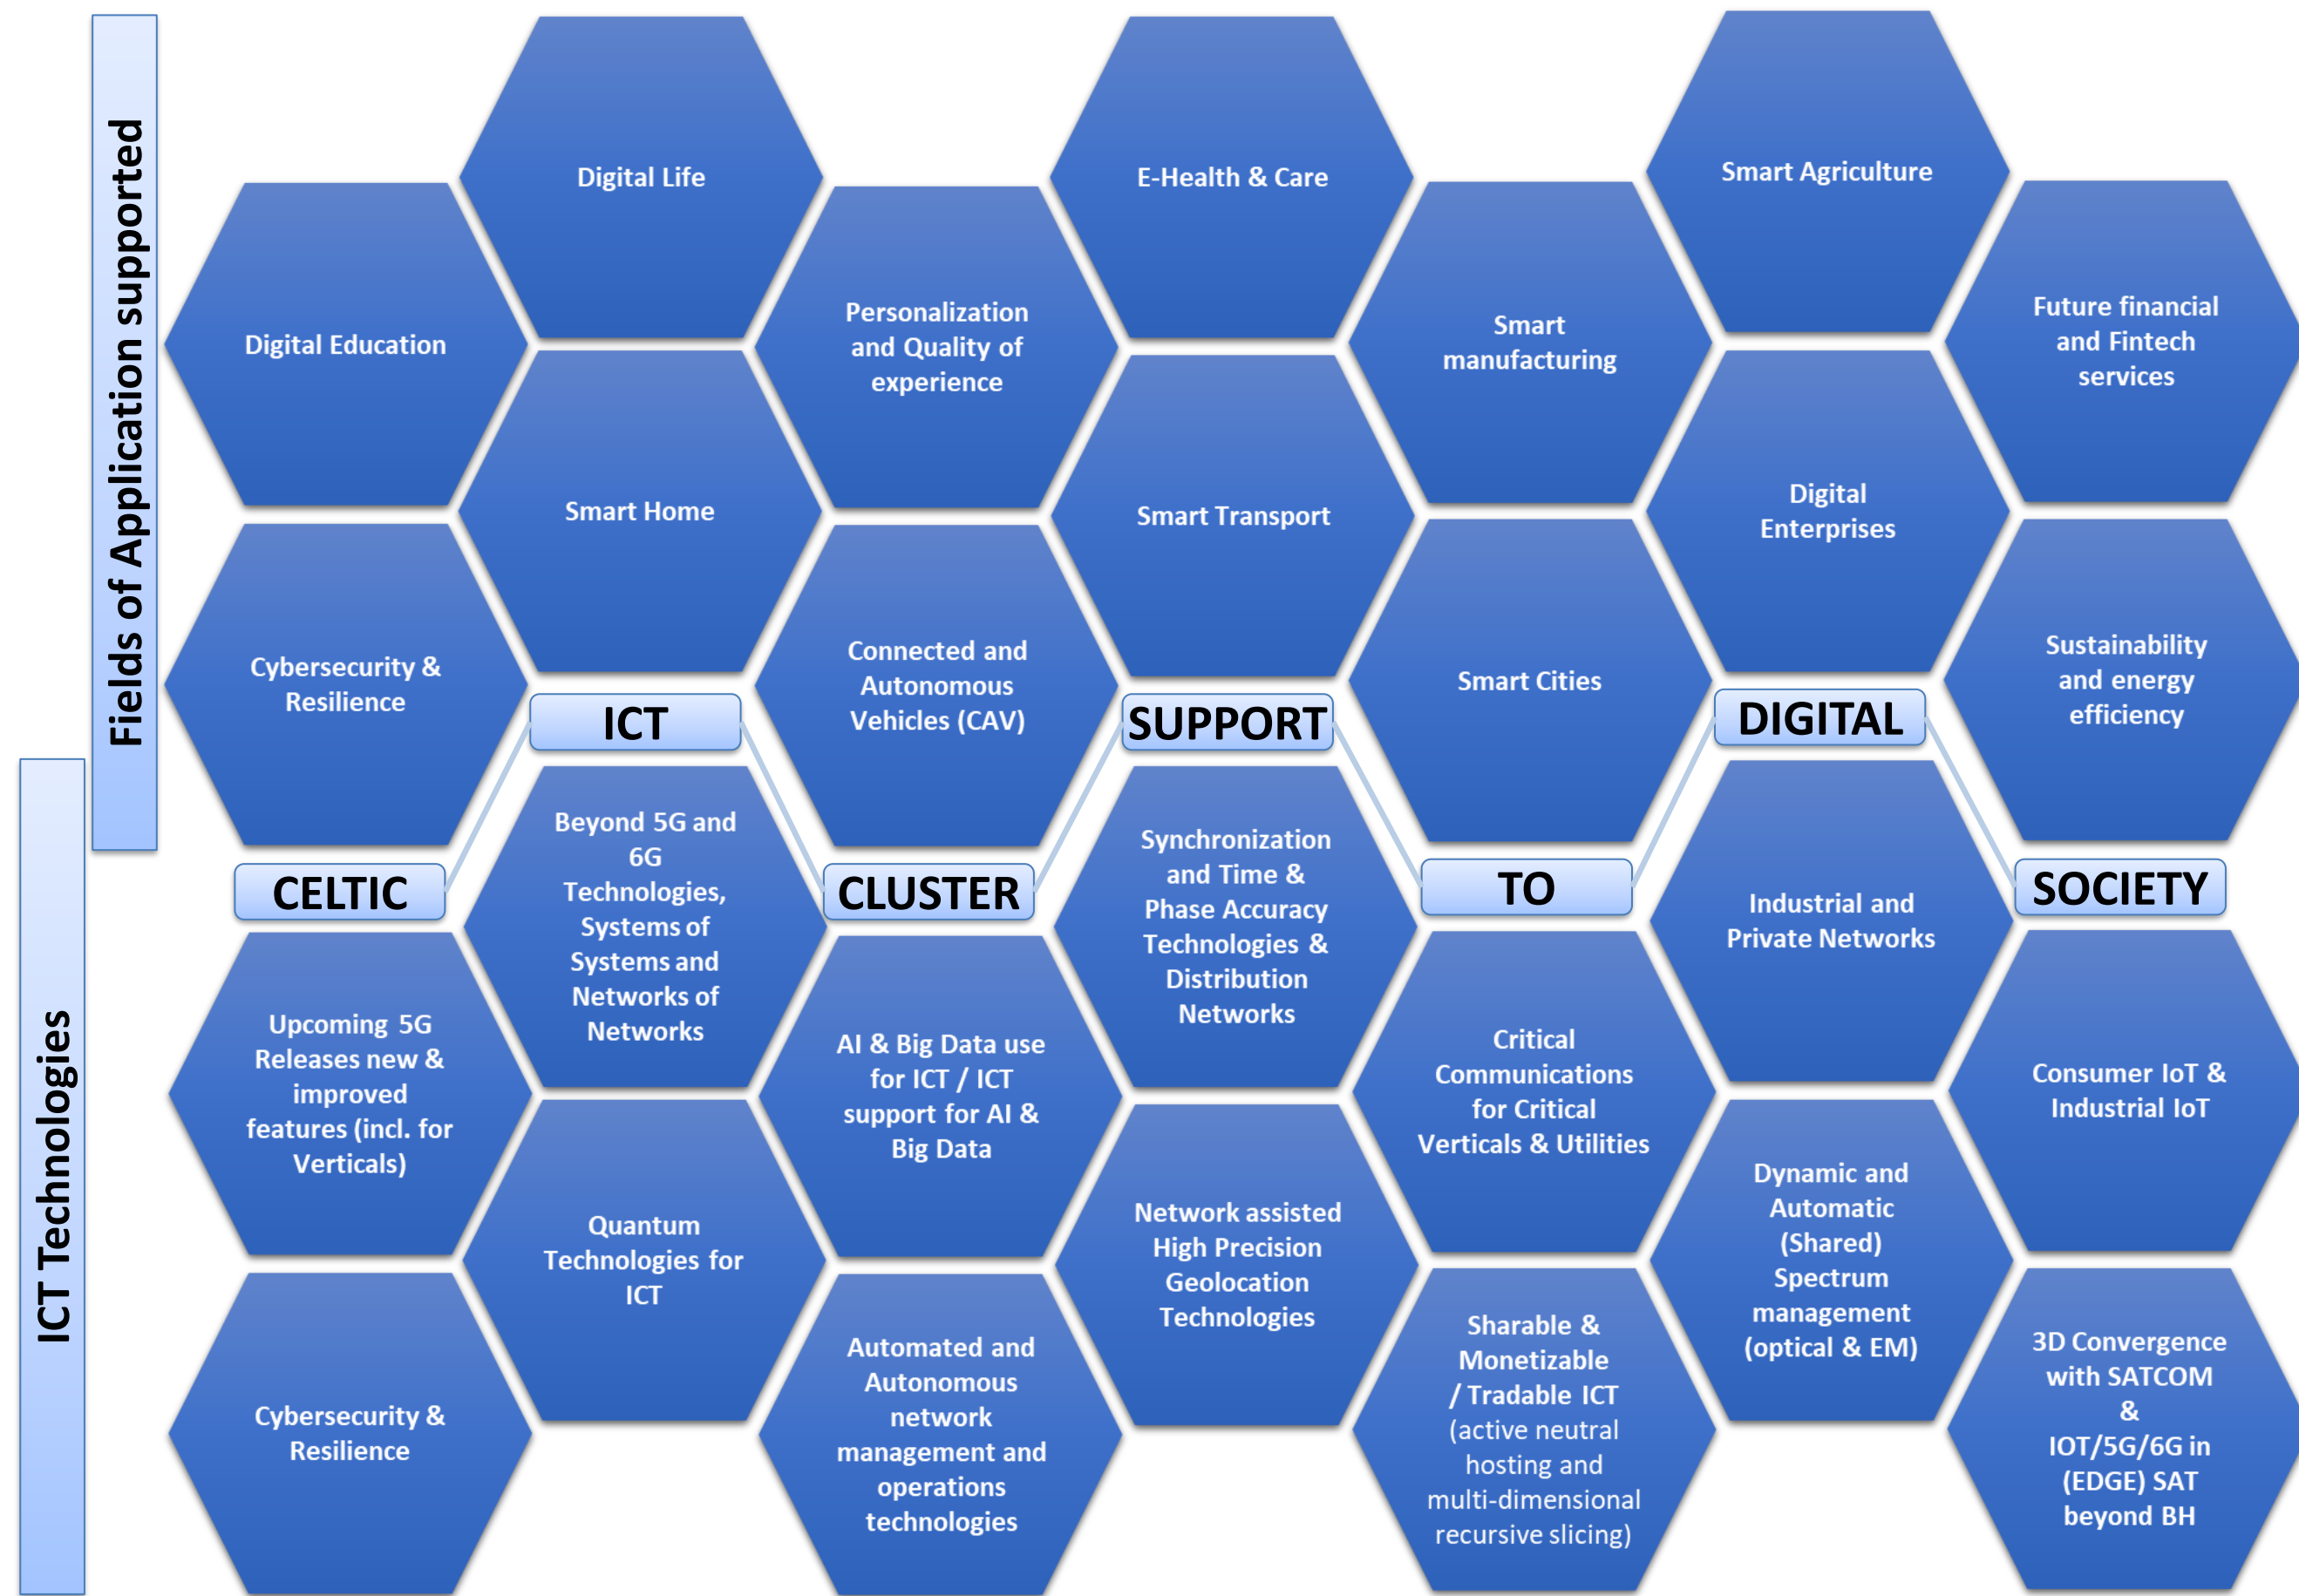 Fields of Application supported
Digital Life
E-Health & Care
Smart Agriculture
Digital Education
Personalization
and Quality of
experience
Smart
manufacturing
Future financial
and Fintech
services
Smart Home
Smart Transport
Digital
Enterprises
Cybersecurity &
Resilience
Connected and
Autonomous
Vehicles (CAV)
Smart Cities
Sustainability
and energy
efficiency
CELTIC
ICT
CLUSTER
SUPPORT
TO
DIGITAL
SOCIETY
ICT Technologies
Beyond 5G and
6G
Technologies,
Systems of
Systems and
Networks of
Networks
Synchronization
and Time &
Phase Accuracy
Technologies &
Distribution
Networks
Industrial and
Private Networks
Upcoming 5G
Releases new &
improved
features (incl. for
Verticals)
AI & Big Data use
for ICT / ICT
support for AI &
Big Data
Critical
Communications
for Critical
Verticals & Utilities
Consumer IoT &
Industrial IoT
Quantum
Technologies for
ICT
Network assisted
High Precision
Geolocation
Technologies
Dynamic and
Automatic
(Shared)
Spectrum
management
(optical & EM)
Cybersecurity &
Resilience
Automated and
Autonomous
network
management and
operations
technologies
Sharable &
Monetizable
/ Tradable ICT
(active neutral
hosting and
multi-dimensional
recursive slicing)
3D Convergence
with SATCOM
&
IOT/5G/6G in
(EDGE) SAT
beyond BH